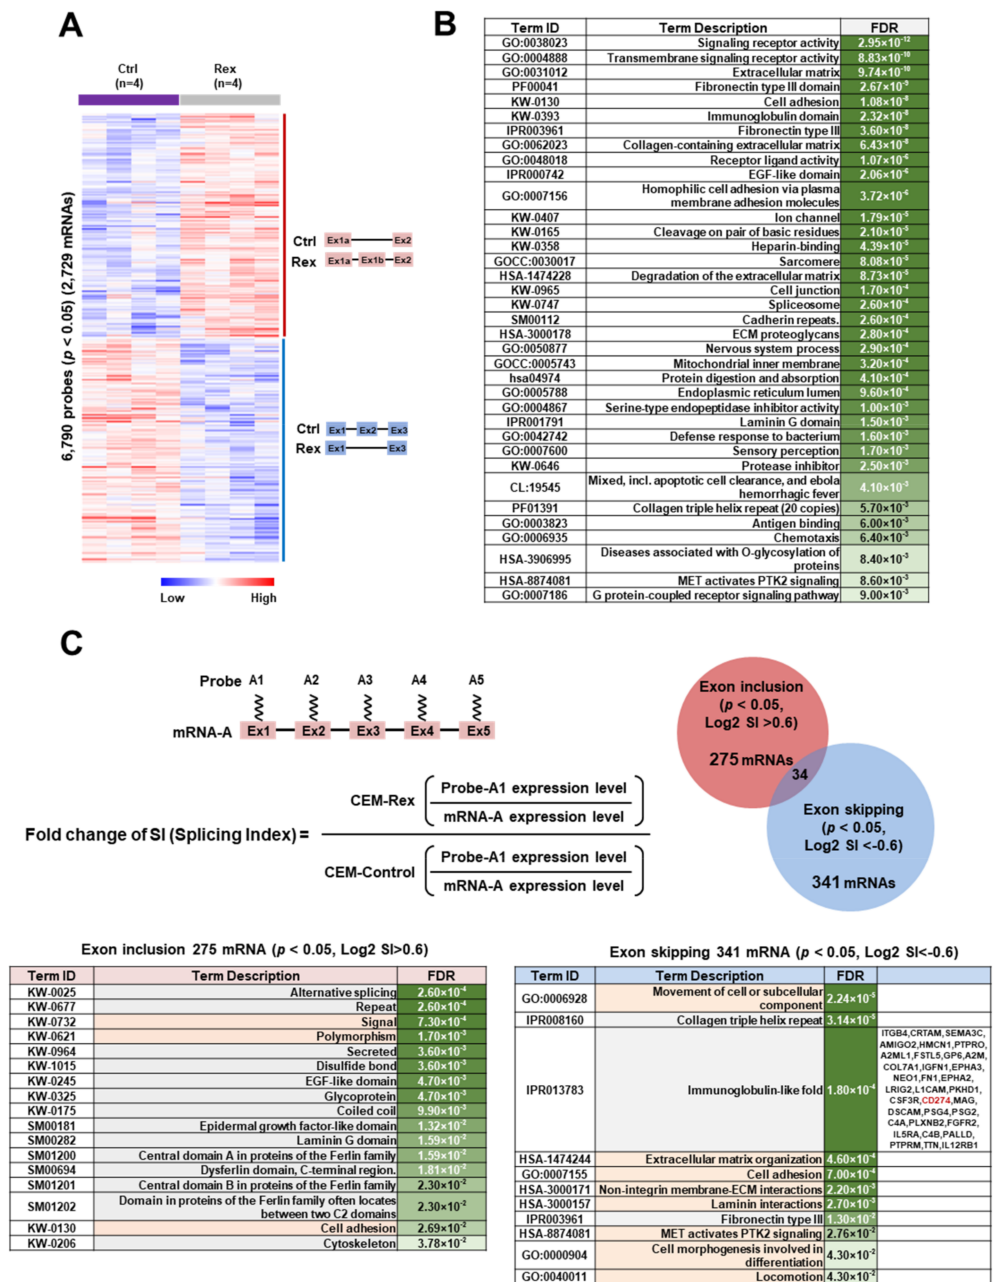 A
Ctrl
(n=4)
Rex
(n=4)
6,790 probes (p < 0.05) (2,729 mRNAs)
Ctrl Ex1a Ex2
Rex Ex1a Ex1b Ex2
Ctrl Ex1 Ex2 Ex3
Rex Ex1 Ex3
Low High
B
Term ID Term Description FDR
GO:0038023 Signaling receptor activity 2.95×10⁻¹²
GO:0004888 Transmembrane signaling receptor activity 8.83×10⁻¹⁰
GO:0031012 Extracellular matrix 9.74×10⁻¹⁰
PF00041 Fibronectin type III domain
KW-0130 Cell adhesion 1.08×10⁻⁸
KW-0393 Immunoglobulin domain 2.32×10⁻⁸
IPR003961 Fibronectin type III 3.60×10⁻⁸
GO:0062023 Collagen-containing extracellular matrix 6.43×10⁻⁸
GO:0048018 Receptor ligand activity 1.07×10⁻⁶
IPR000742 EGF-like domain 2.06×10⁻⁶
GO:0007156 Homophilic cell adhesion via plasma
membrane adhesion molecules 3.72×10⁻⁶
KW-0407 Ion channel 1.79×10⁻⁵
KW-0165 Cleavage on pair of basic residues 2.10×10⁻⁵
KW-0358 Heparin-binding 4.39×10⁻⁵
GOCC:0030017 Sarcomere 8.08×10⁻⁵
HSA-1474228 Degradation of the extracellular matrix 8.73×10⁻⁵
KW-0965 Cell junction 1.70×10⁻⁴
KW-0747 Spliceosome 2.60×10⁻⁴
SM00112 Cadherin repeats. 2.60×10⁻⁴
HSA-3000178 ECM proteoglycans 2.80×10⁻⁴
GO:0050877 Nervous system process 2.90×10⁻⁴
GOCC:0005743 Mitochondrial inner membrane 3.20×10⁻⁴
hsa04974 Protein digestion and absorption 4.10×10⁻⁴
GO:0005788 Endoplasmic reticulum lumen 9.60×10⁻⁴
GO:0004867 Serine-type endopeptidase inhibitor activity 1.00×10⁻³
IPR001791 Laminin G domain 1.50×10⁻³
GO:0042742 Defense response to bacterium 1.60×10⁻³
GO:0007600 Sensory perception 1.70×10⁻³
KW-0646 Protease inhibitor 2.50×10⁻³
CL:19545 Mixed, incl. apoptotic cell clearance, and ebola
hemorrhagic fever 4.10×10⁻³
PF01391 Collagen triple helix repeat (20 copies) 5.70×10⁻³
GO:0003823 Antigen binding 6.00×10⁻³
GO:0006935 Chemotaxis 6.40×10⁻³
HSA-3906995 Diseases associated with O-glycosylation of
proteins 8.40×10⁻³
HSA-8874081 MET activates PTK2 signaling 8.60×10⁻³
GO:0007186 G protein-coupled receptor signaling pathway 9.00×10⁻³
C
Probe A1 A2 A3 A4 A5
mRNA-A Ex1 Ex2 Ex3 Ex4 Ex5
Fold change of SI (Splicing Index) =
CEM-Rex
Probe-A1 expression level
mRNA-A expression level
CEM-Control
Probe-A1 expression level
mRNA-A expression level
Exon inclusion
(p < 0.05,
Log2 SI >0.6)
275 mRNAs
34
Exon skipping
(p < 0.05,
Log2 SI <-0.6)
341 mRNAs
Exon inclusion 275 mRNA (p < 0.05, Log2 SI>0.6)
Term ID Term Description FDR
KW-0025 Alternative splicing 2.60×10⁻⁴
KW-0677 Repeat 2.60×10⁻⁴
KW-0732 Signal 7.30×10⁻⁴
KW-0621 Polymorphism 1.70×10⁻³
KW-0964 Secreted 3.60×10⁻³
KW-1015 Disulfide bond 3.60×10⁻³
KW-0245 EGF-like domain 4.70×10⁻³
KW-0325 Glycoprotein 4.70×10⁻³
KW-0175 Coiled coil 9.90×10⁻³
SM00181 Epidermal growth factor-like domain 1.32×10⁻²
SM00282 Laminin G domain 1.59×10⁻²
SM01200 Central domain A in proteins of the Ferlin family 1.59×10⁻²
SM00694 Dysferlin domain, C-terminal region. 1.81×10⁻²
SM01201 Central domain B in proteins of the Ferlin family 2.30×10⁻²
SM01202 Domain in proteins of the Ferlin family often locates
between two C2 domains 2.30×10⁻²
KW-0130 Cell adhesion 2.69×10⁻²
KW-0206 Cytoskeleton 3.78×10⁻²
Exon skipping 341 mRNA (p < 0.05, Log2 SI<-0.6)
Term ID Term Description FDR
GO:0006928 Movement of cell or subcellular
component 2.24×10⁻⁵
IPR008160 Collagen triple helix repeat 3.14×10⁻⁵
IPR013783 Immunoglobulin-like fold 1.80×10⁻⁴
ITGB4,CRTAM,SEMA3C,
AMIGO2,HMCN1,PTPRO,
A2ML1,FSTL5,GP6,A2M,
COL7A1,IGFN1,EPHA3,
NEO1,FN1,EPHA2,
LRIG2,L1CAM,PKHD1,
CSF3R,CD274,MAG,
DSCAM,PSG4,PSG2,
C4A,PLXNB2,FGFR2,
IL5RA,C4B,PALLD,
PTPRM,TTN,IL12RB1
HSA-1474244 Extracellular matrix organization 4.60×10⁻⁴
GO:0007155 Cell adhesion 7.00×10⁻⁴
HSA-3000171 Non-integrin membrane-ECM interactions 2.20×10⁻³
HSA-3000157 Laminin interactions 2.70×10⁻³
IPR003961 Fibronectin type III 1.30×10⁻²
HSA-8874081 MET activates PTK2 signaling 2.76×10⁻²
GO:0000904 Cell morphogenesis involved in
differentiation 4.30×10⁻²
GO:0040011 Locomotion 4.30×10⁻²